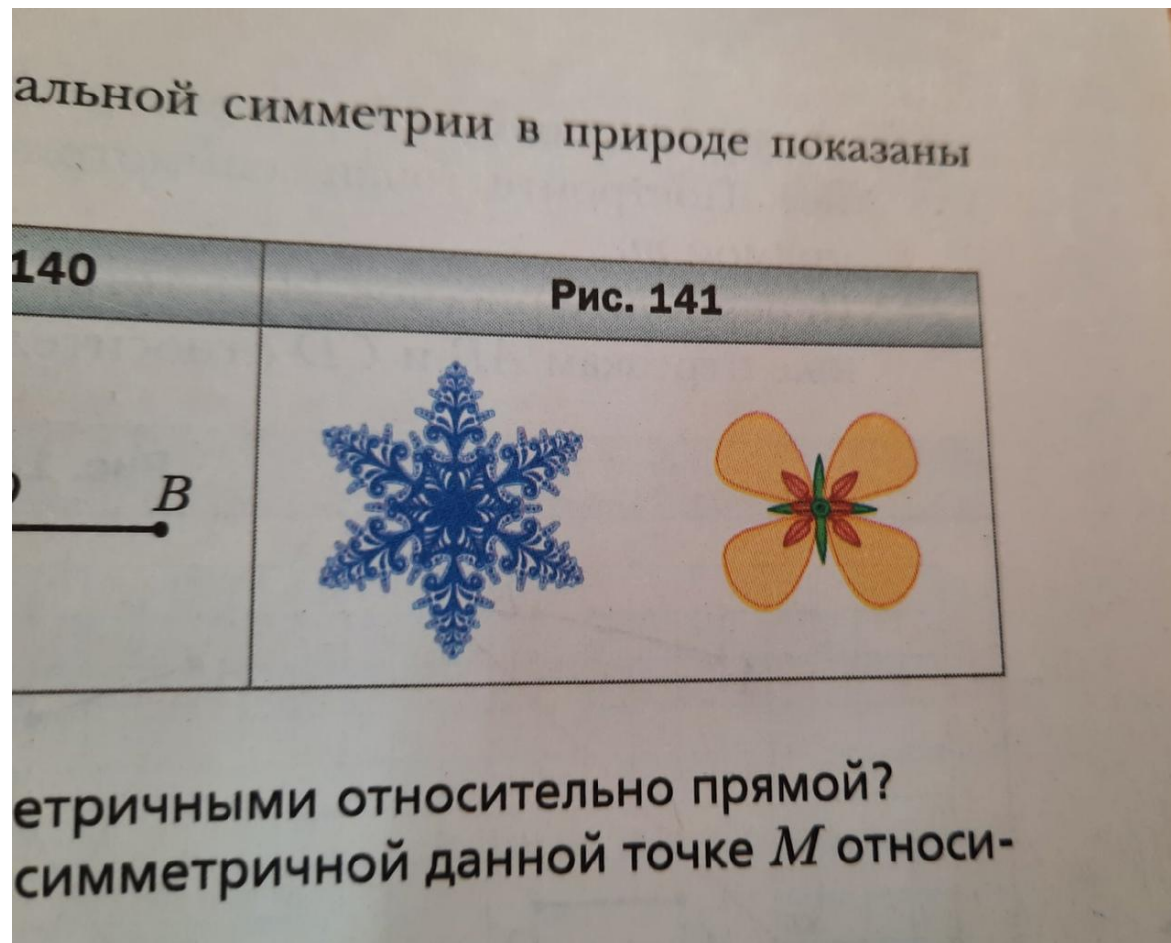 альной симметрии в природе показаны
140
Рис. 141
B
етричными относительно прямой?
симметричной данной точке M относи-